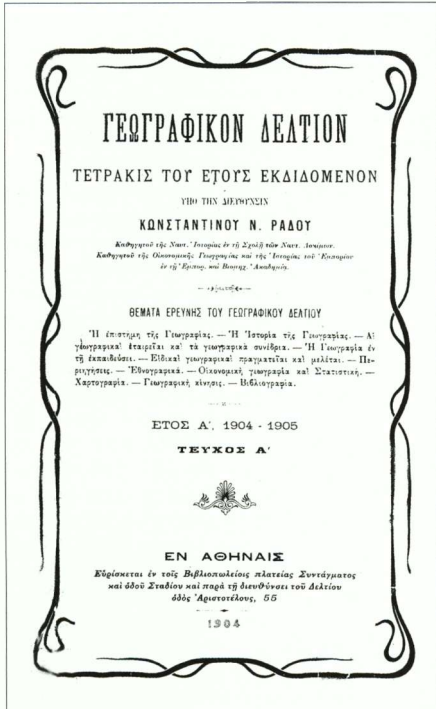 ΓΕΩΓΡΑΦΙΚΟΝ ΔΕΛΤΙΟΝ
ΤΕΤΡΑΚΙΣ ΤΟΥ ΕΤΟΥΣ ΕΚΔΙΔΟΜΕΝΟΝ
ΥΠΟ ΤΗΝ ΔΙΕΥΘΥΝΣΙΝ
ΚΩΝΣΤΑΝΤΙΝΟΥ Ν. ΡΑΔΟΥ
Καθηγητοῦ τῆς Ναυτ. Ἱστορίας ἐν τῇ Σχολῇ τῶν Ναυτ. Δοκίμων.
Καθηγητοῦ τῆς Οἰκονομικῆς Γεωγραφίας καὶ τῆς Ἱστορίας τοῦ Ἐμπορίου
ἐν τῇ Ἐμπορ. καὶ Βιομηχ. Ἀκαδημίᾳ.
ΘΕΜΑΤΑ ΕΡΕΥΝΗΣ ΤΟΥ ΓΕΩΓΡΑΦΙΚΟΥ ΔΕΛΤΙΟΥ
Ἡ ἐπιστήμη τῆς Γεωγραφίας. — Ἡ Ἱστορία τῆς Γεωγραφίας. — Αἱ
γεωγραφικαὶ ἑταιρεῖαι καὶ τὰ γεωγραφικὰ συνέδρια. — Ἡ Γεωγραφία ἐν
τῇ ἐκπαιδεύσει. — Εἰδικαὶ γεωγραφικαὶ πραγματεῖαι καὶ μελέται. — Πε-
ριηγήσεις. — Ἐθνογραφικά. — Οἰκονομικὴ γεωγραφία καὶ Στατιστική. —
Χαρτογραφία. — Γεωγραφικὴ κίνησις. — Βιβλιογραφία.
ΕΤΟΣ Α΄, 1904 - 1905
ΤΕΥΧΟΣ Α΄
ΕΝ ΑΘΗΝΑΙΣ
Εὑρίσκεται ἐν τοῖς Βιβλιοπωλείοις πλατείας Συντάγματος
καὶ ὁδοῦ Σταδίου καὶ παρὰ τῇ διευθύνσει τοῦ Δελτίου
ὁδὸς Ἀριστοτέλους, 55
1904